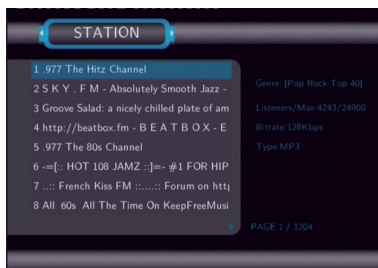 STATION
1 .977 The Hitz Channel
2 S K Y . F M - Absolutely Smooth Jazz -
3 Groove Salad: a nicely chilled plate of am
4 http://beatbox.fm - B E A T B O X - E
5 .977 The 80s Channel
6 -=[:: HOT 108 JAMZ ::]=- #1 FOR HIP
7 ..:: French Kiss FM ::.....:: Forum on http
8 All 60s All The Time On KeepFreeMusi
Genre: [Pop Rock Top 40]
Listeners/Max:4243/24900
Bitrate:128Kbps
Type:MP3
PAGE 1 / 1204